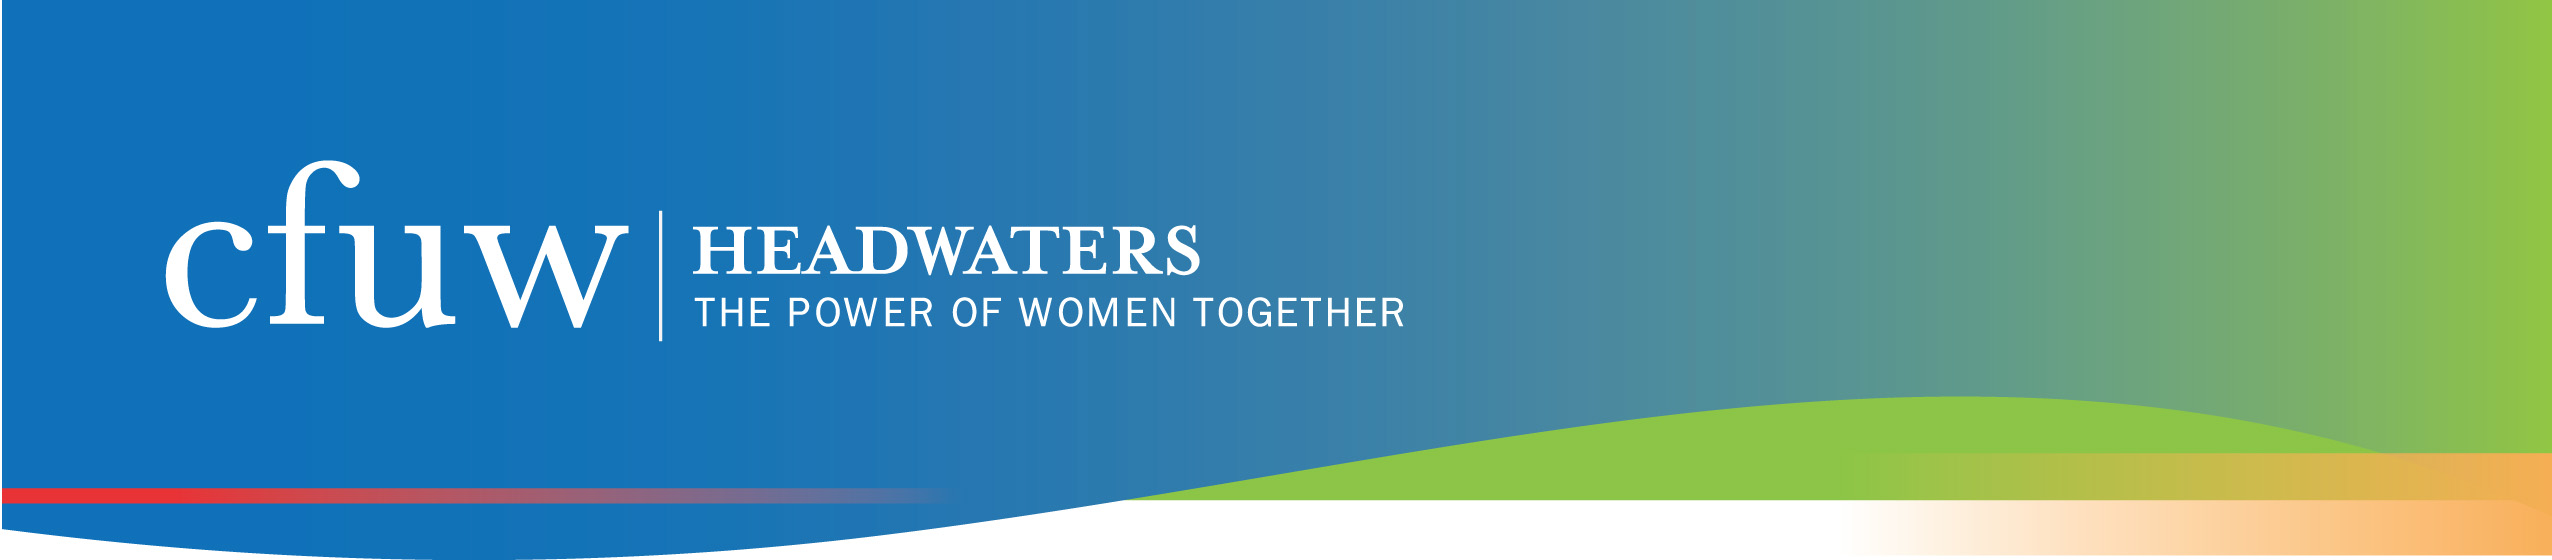 cfuw
HEADWATERS
THE POWER OF WOMEN TOGETHER